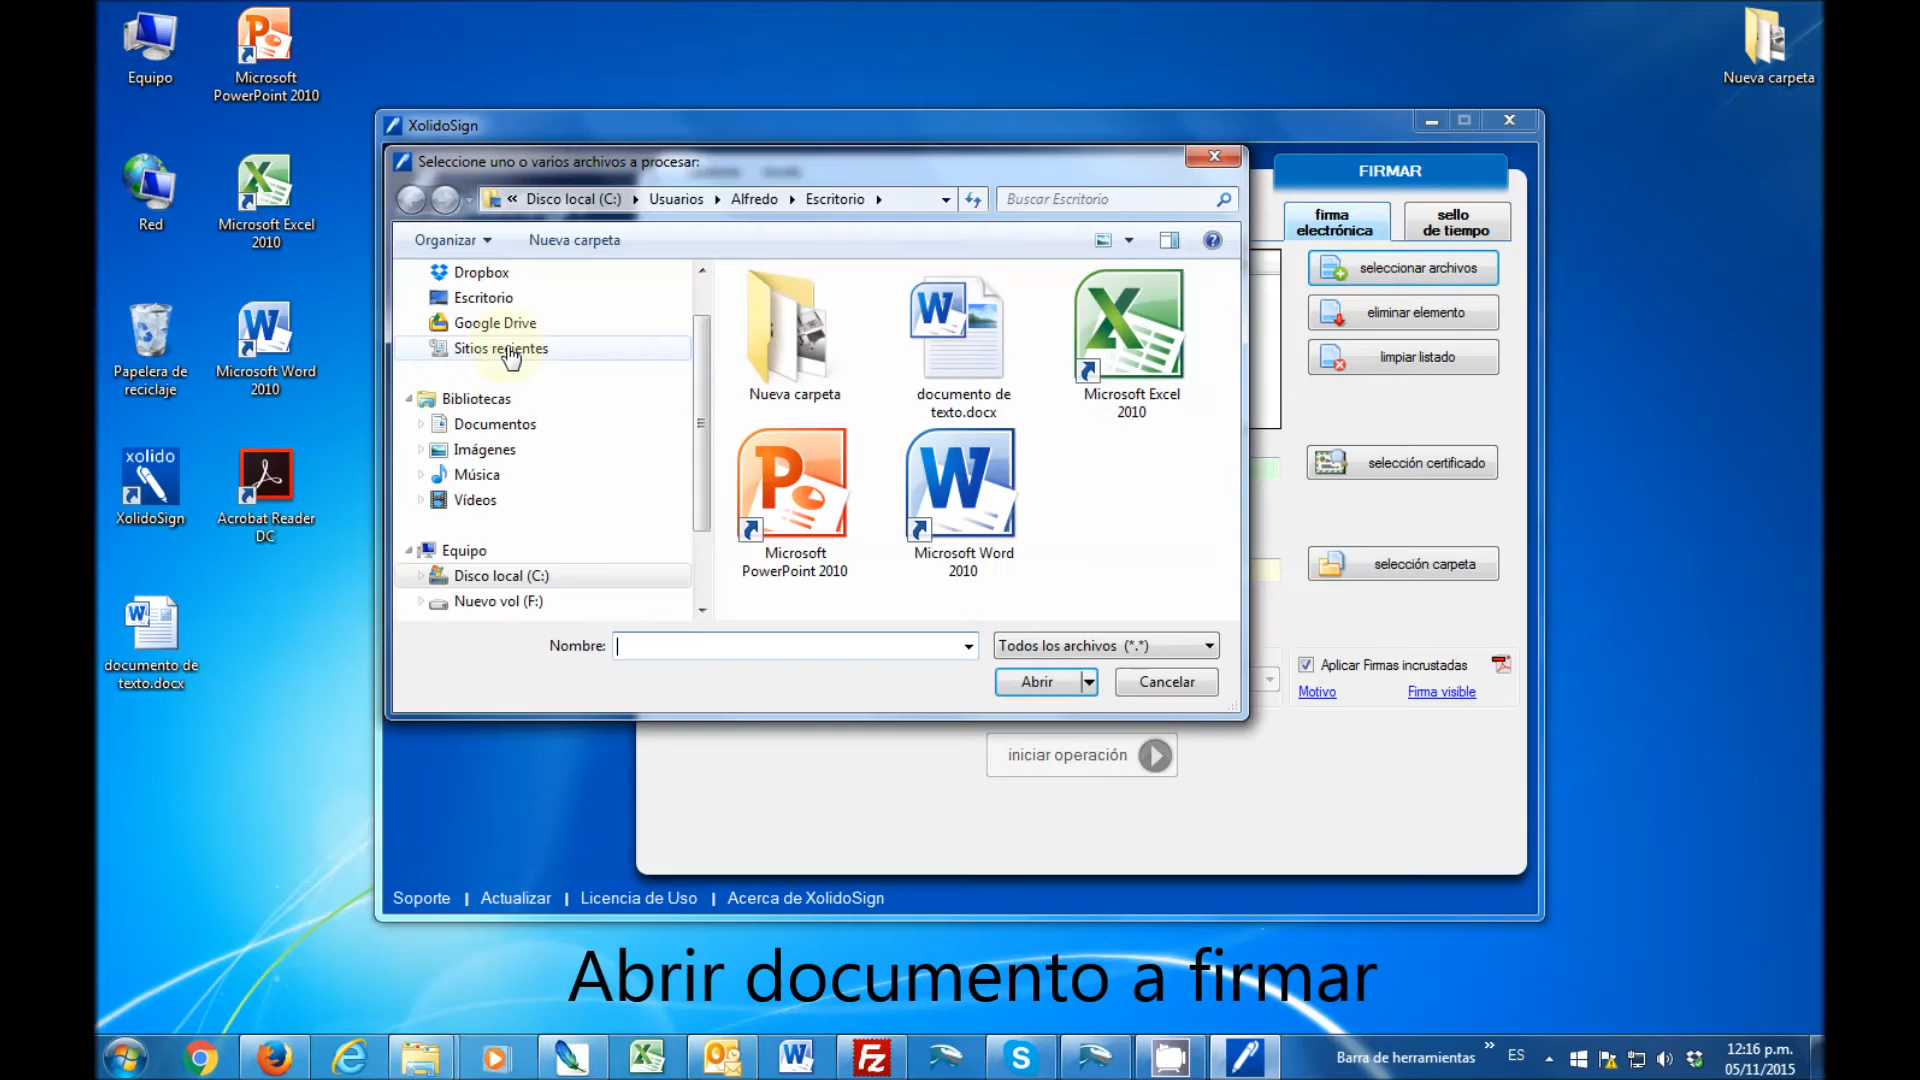 Equipo
Microsoft
PowerPoint 2010
Nueva carpeta
Red
Microsoft Excel
2010
Papelera de
reciclaje
Microsoft Word
2010
xolido
XolidoSign
Acrobat Reader
DC
documento de
texto.docx
XolidoSign
Seleccione uno o varios archivos a procesar:
« Disco local (C:) Usuarios Alfredo Escritorio
Buscar Escritorio
Organizar
Nueva carpeta
Dropbox
Escritorio
Google Drive
Sitios recientes
Bibliotecas
Documentos
Imágenes
Música
Vídeos
Equipo
Disco local (C:)
Nuevo vol (F:)
Nueva carpeta
documento de
texto.docx
Microsoft Excel
2010
Microsoft
PowerPoint 2010
Microsoft Word
2010
Nombre:
Todos los archivos (*.*)
Abrir
Cancelar
FIRMAR
firma
electrónica
sello
de tiempo
seleccionar archivos
eliminar elemento
limpiar listado
selección certificado
selección carpeta
Aplicar Firmas incrustadas
Motivo
Firma visible
iniciar operación
Soporte | Actualizar | Licencia de Uso | Acerca de XolidoSign
Abrir documento a firmar
Barra de herramientas »
ES
12:16 p.m.
05/11/2015